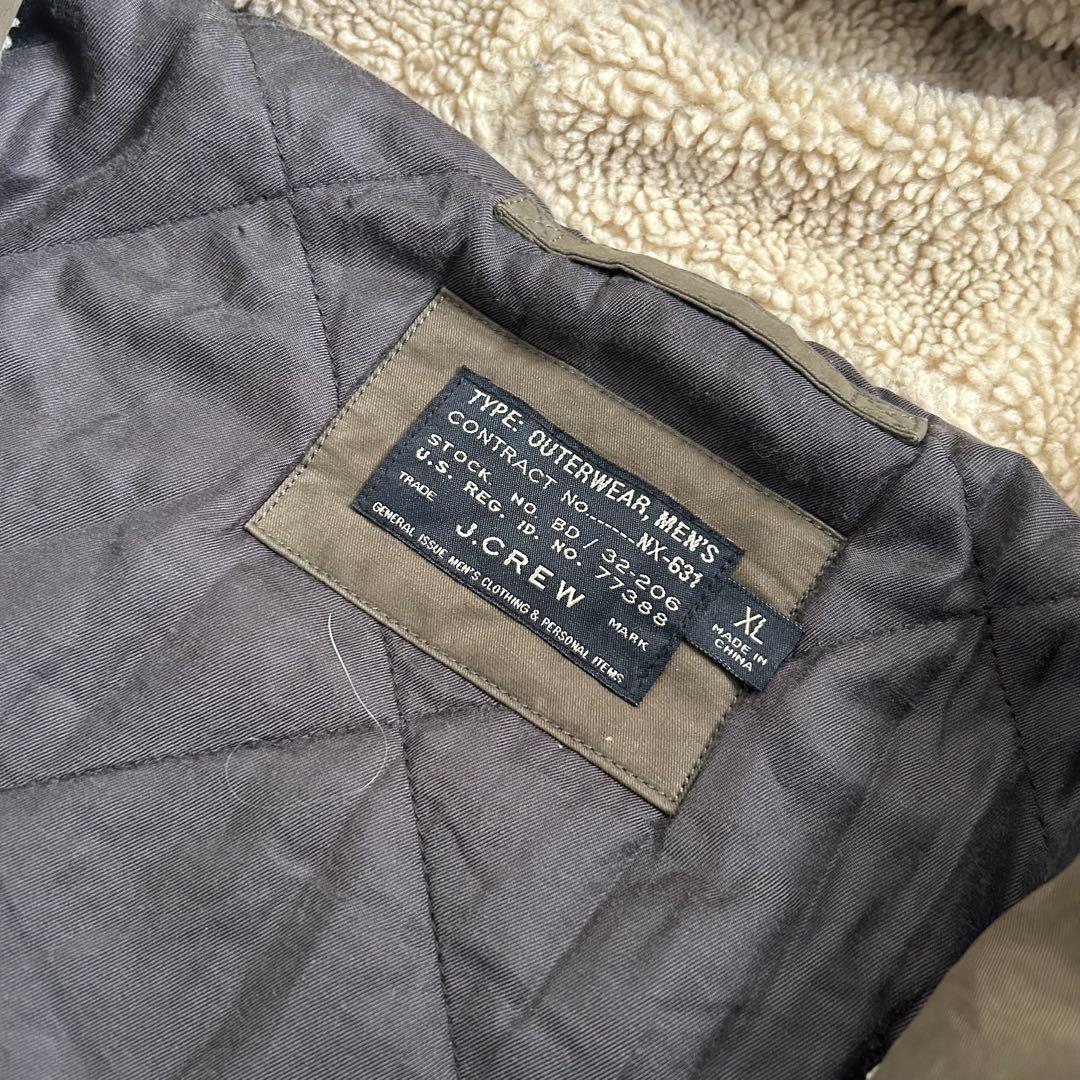 TYPE: OUTERWEAR, MEN'S
CONTRACT NO------NX-631
STOCK NO. BD/32-206
U.S. REG. ID. NO. 77388
TRADE J.CREW MARK
GENERAL ISSUE MEN'S CLOTHING & PERSONAL ITEMS
XL
MADE IN
CHINA